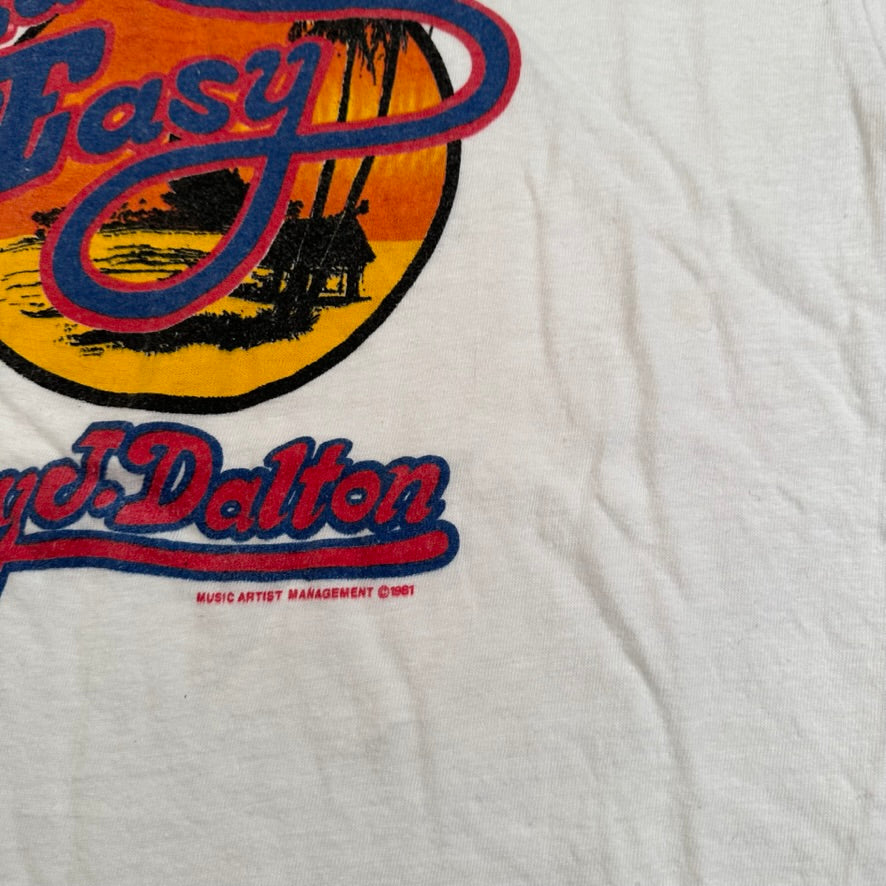 Easy
y J. Dalton
MUSIC ARTIST MANAGEMENT ©1981